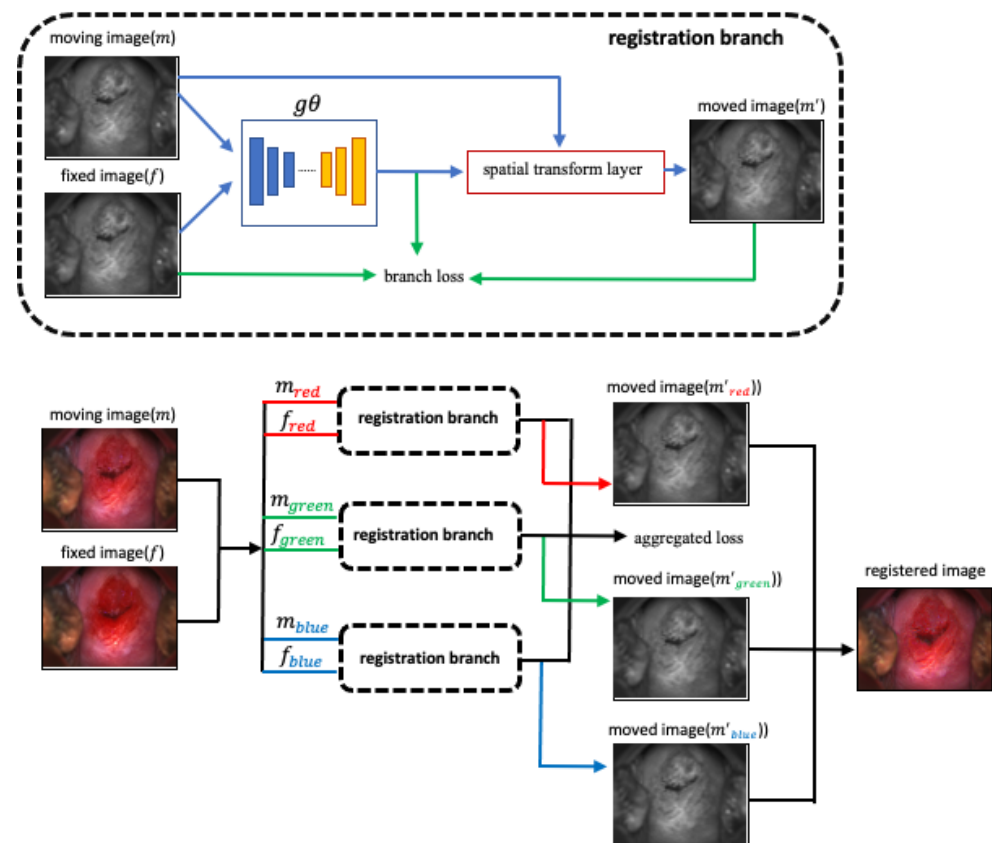 registration branch
moving image(m)
gθ
moved image(m')
fixed image(f)
spatial transform layer
branch loss
moving image(m)
fixed image(f)
m_red
f_red
registration branch
m_green
f_green
registration branch
m_blue
f_blue
registration branch
moved image(m'_red))
aggregated loss
moved image(m'_green))
moved image(m'_blue))
registered image